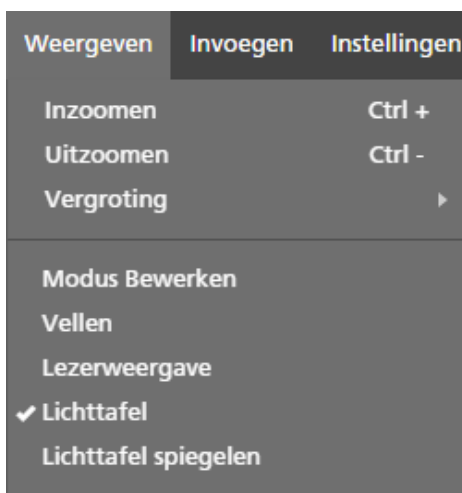 Weergeven Invoegen Instellingen
Inzoomen Ctrl +
Uitzoomen Ctrl -
Vergroting
Modus Bewerken
Vellen
Lezerweergave
Lichttafel
Lichttafel spiegelen